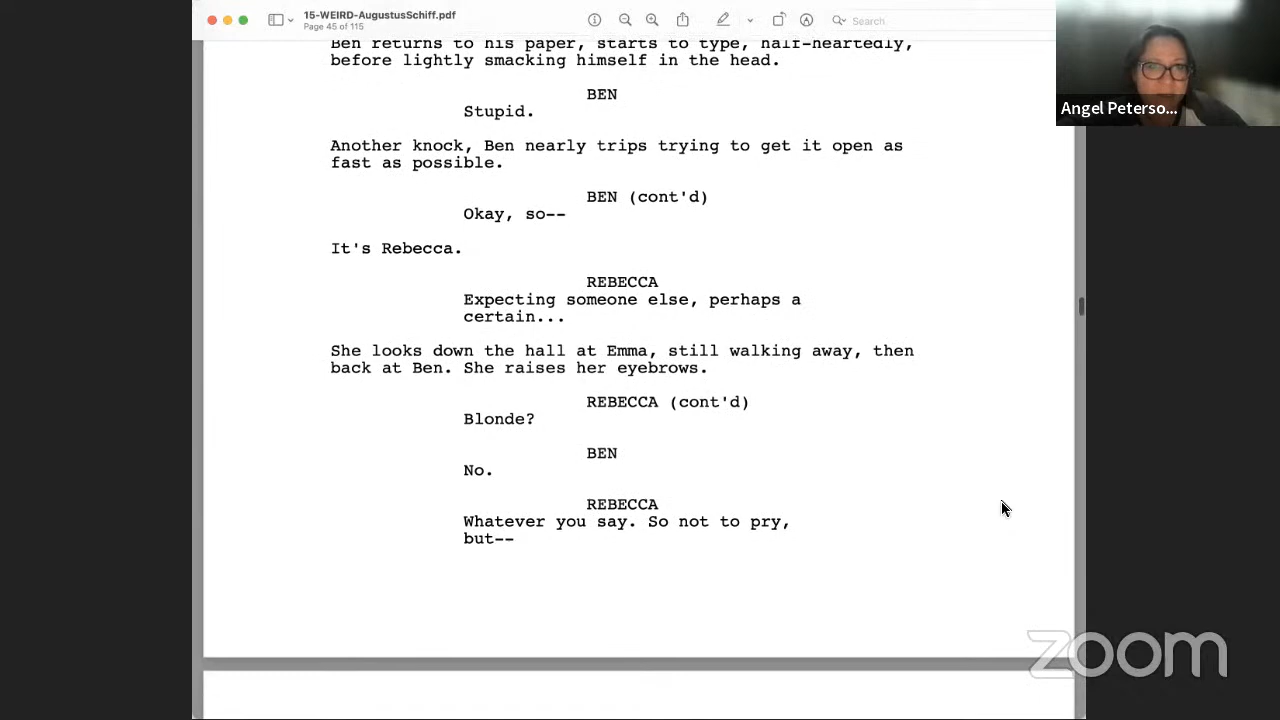 15-WEIRD-AugustusSchiff.pdf
Page 45 of 115
Search
Ben returns to his paper, starts to type, half-heartedly,
before lightly smacking himself in the head.
BEN
Stupid.
Another knock, Ben nearly trips trying to get it open as
fast as possible.
BEN (cont'd)
Okay, so--
It's Rebecca.
REBECCA
Expecting someone else, perhaps a
certain...
She looks down the hall at Emma, still walking away, then
back at Ben. She raises her eyebrows.
REBECCA (cont'd)
Blonde?
BEN
No.
REBECCA
Whatever you say. So not to pry,
but--
Angel Peterso...
zoom